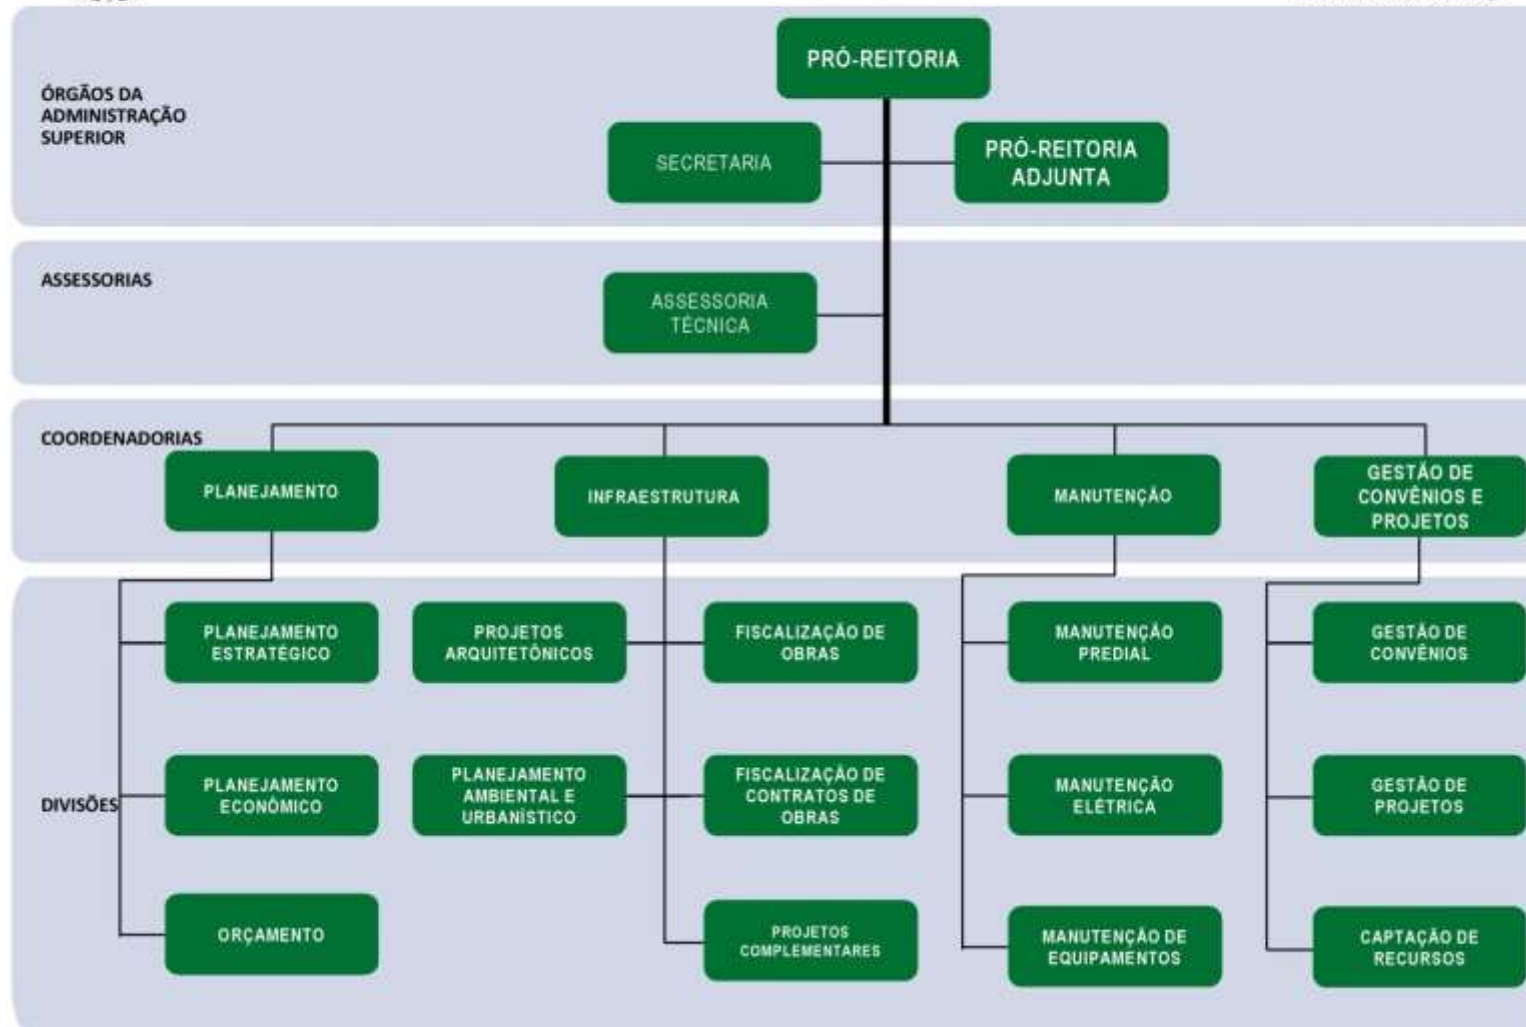 PRÓ-REITORIA
ÓRGÃOS DA
ADMINISTRAÇÃO
SUPERIOR
SECRETARIA
PRÓ-REITORIA
ADJUNTA
ASSESSORIAS
ASSESSORIA
TÉCNICA
COORDENADORIAS
PLANEJAMENTO
INFRAESTRUTURA
MANUTENÇÃO
GESTÃO DE
CONVÊNIOS E
PROJETOS
DIVISÕES
PLANEJAMENTO
ESTRATÉGICO
PROJETOS
ARQUITETÔNICOS
FISCALIZAÇÃO DE
OBRAS
MANUTENÇÃO
PREDIAL
GESTÃO DE
CONVÊNIOS
PLANEJAMENTO
ECONÔMICO
PLANEJAMENTO
AMBIENTAL E
URBANÍSTICO
FISCALIZAÇÃO DE
CONTRATOS DE
OBRAS
MANUTENÇÃO
ELÉTRICA
GESTÃO DE
PROJETOS
ORÇAMENTO
PROJETOS
COMPLEMENTARES
MANUTENÇÃO DE
EQUIPAMENTOS
CAPTAÇÃO DE
RECURSOS